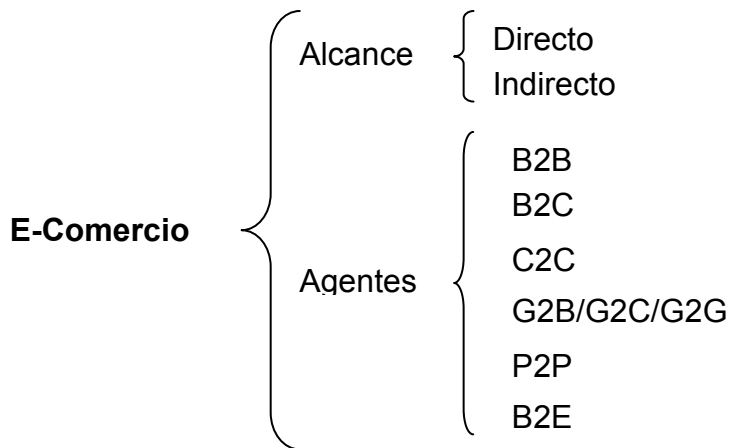 E-Comercio
Alcance
Directo
Indirecto
Agentes
B2B
B2C
C2C
G2B/G2C/G2G
P2P
B2E